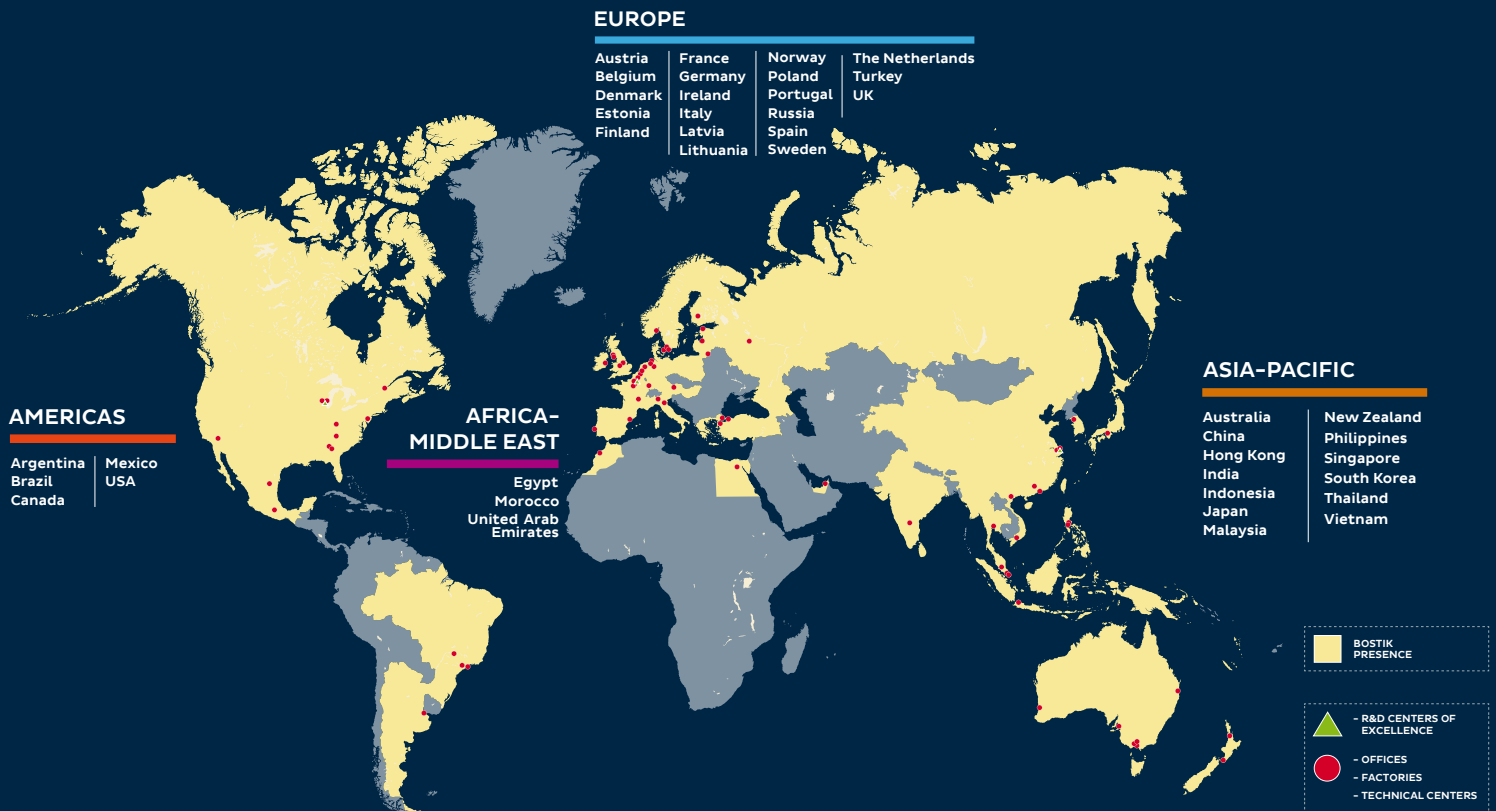 EUROPE
Austria
Belgium
Denmark
Estonia
Finland
France
Germany
Ireland
Italy
Latvia
Lithuania
Norway
Poland
Portugal
Russia
Spain
Sweden
The Netherlands
Turkey
UK
AMERICAS
Argentina
Brazil
Canada
Mexico
USA
AFRICA–
MIDDLE EAST
Egypt
Morocco
United Arab
Emirates
ASIA–PACIFIC
Australia
China
Hong Kong
India
Indonesia
Japan
Malaysia
New Zealand
Philippines
Singapore
South Korea
Thailand
Vietnam
BOSTIK
PRESENCE
- R&D CENTERS OF
EXCELLENCE
- OFFICES
- FACTORIES
- TECHNICAL CENTERS